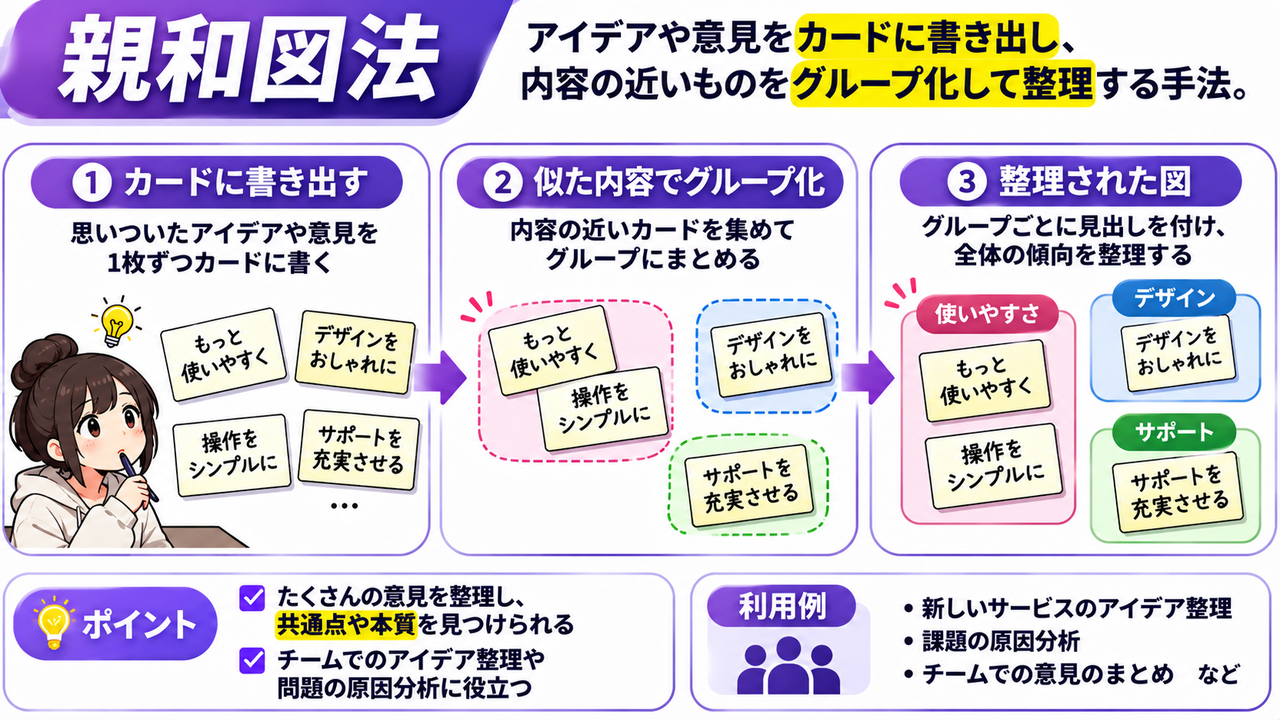 親和図法
アイデアや意見をカードに書き出し、
内容の近いものをグループ化して整理する手法。
1 カードに書き出す
思いついたアイデアや意見を
1枚ずつカードに書く
もっと
使いやすく
デザインを
おしゃれに
操作を
シンプルに
サポートを
充実させる
…
2 似た内容でグループ化
内容の近いカードを集めて
グループにまとめる
もっと
使いやすく
操作を
シンプルに
デザインを
おしゃれに
サポートを
充実させる
3 整理された図
グループごとに見出しを付け、
全体の傾向を整理する
使いやすさ
もっと
使いやすく
操作を
シンプルに
デザイン
デザインを
おしゃれに
サポート
サポートを
充実させる
ポイント
たくさんの意見を整理し、
共通点や本質を見つけられる
チームでのアイデア整理や
問題の原因分析に役立つ
利用例
・新しいサービスのアイデア整理
・課題の原因分析
・チームでの意見のまとめ　など